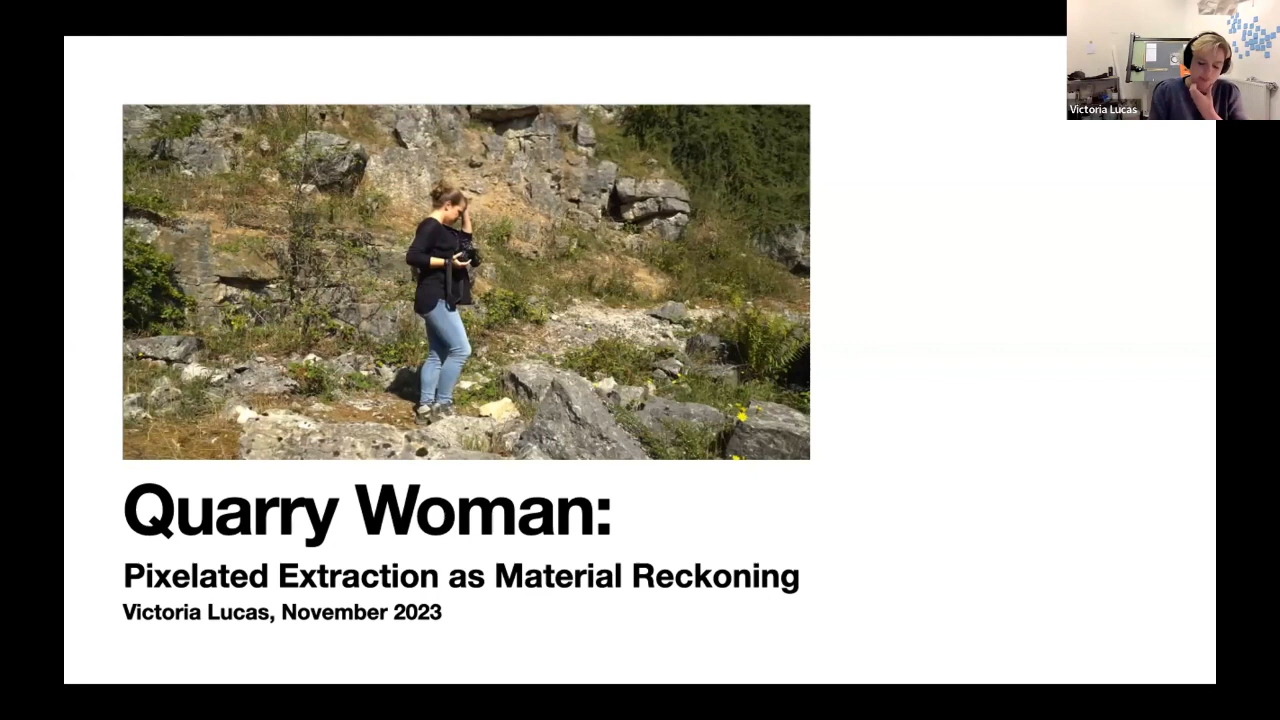 Victoria Lucas
Quarry Woman:
Pixelated Extraction as Material Reckoning
Victoria Lucas, November 2023